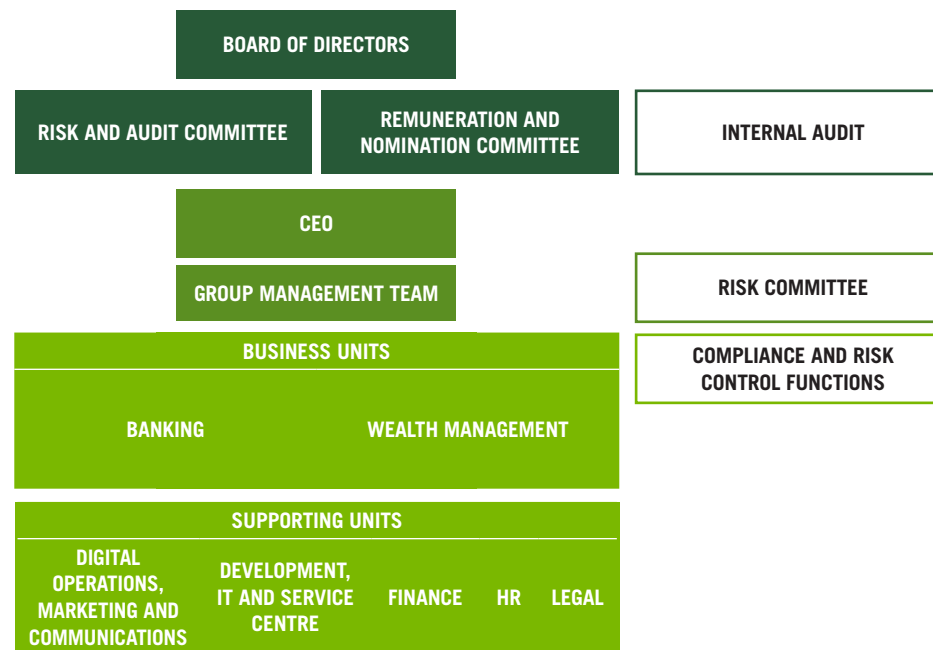 BOARD OF DIRECTORS
RISK AND AUDIT COMMITTEE
REMUNERATION AND
NOMINATION COMMITTEE
INTERNAL AUDIT
CEO
GROUP MANAGEMENT TEAM
RISK COMMITTEE
BUSINESS UNITS
COMPLIANCE AND RISK
CONTROL FUNCTIONS
BANKING
WEALTH MANAGEMENT
SUPPORTING UNITS
DIGITAL
OPERATIONS,
MARKETING AND
COMMUNICATIONS
DEVELOPMENT,
IT AND SERVICE
CENTRE
FINANCE
HR
LEGAL